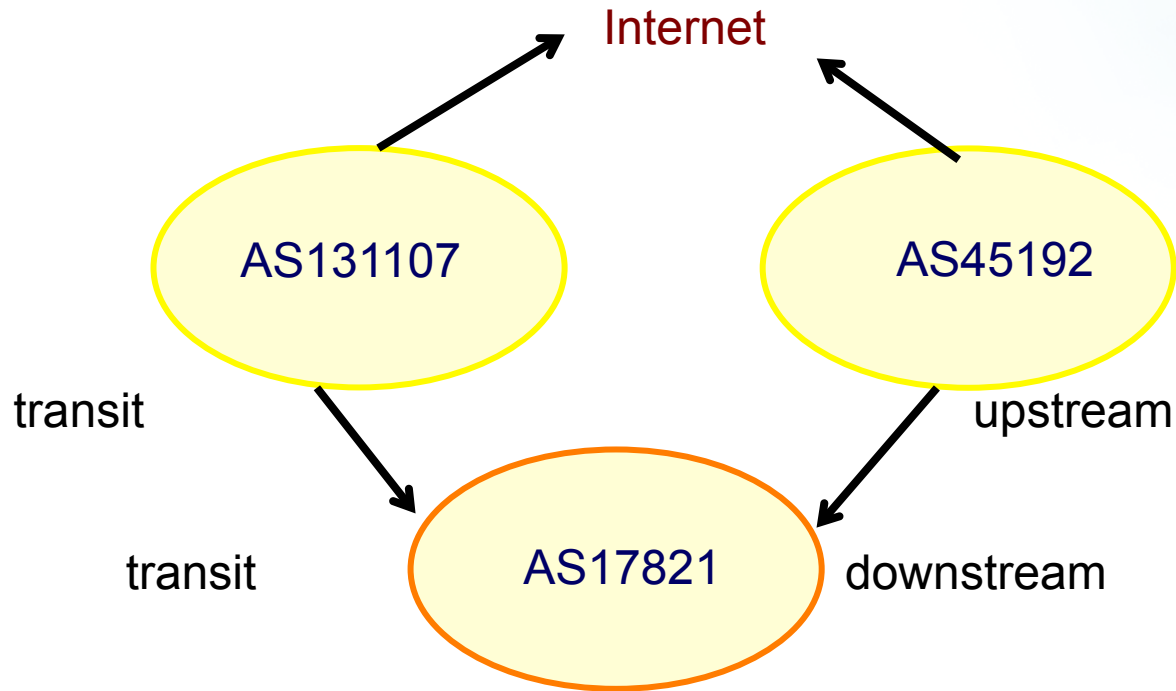 Internet
AS131107
AS45192
transit
upstream
transit
AS17821
downstream